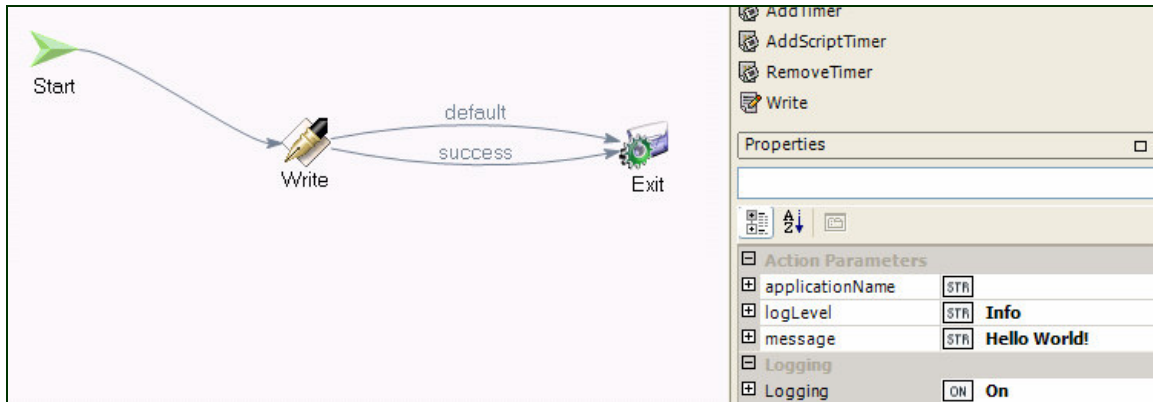 Start
default
success
Write
Exit
AddTimer
AddScriptTimer
RemoveTimer
Write
Properties
A
Z
Action Parameters
applicationName STR
logLevel STR Info
message STR Hello World!
Logging
Logging ON On